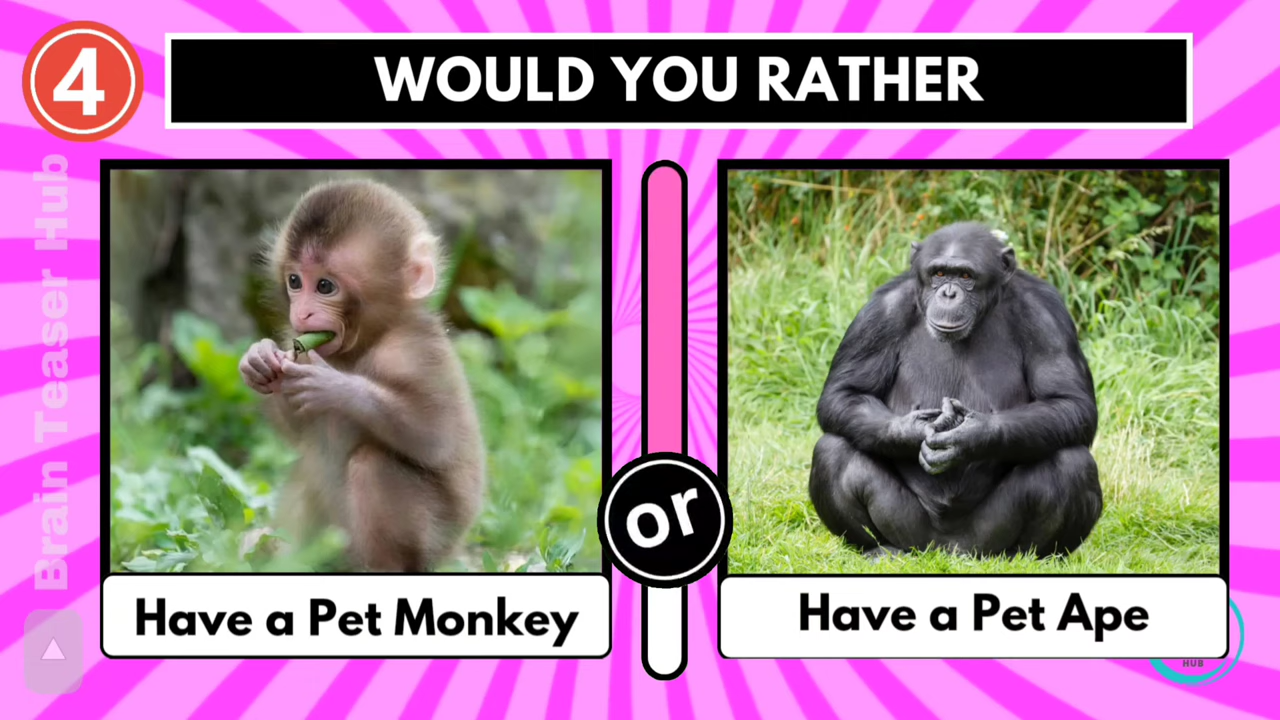 4
WOULD YOU RATHER
Brain Teaser Hub
or
Have a Pet Monkey
Have a Pet Ape
HUB